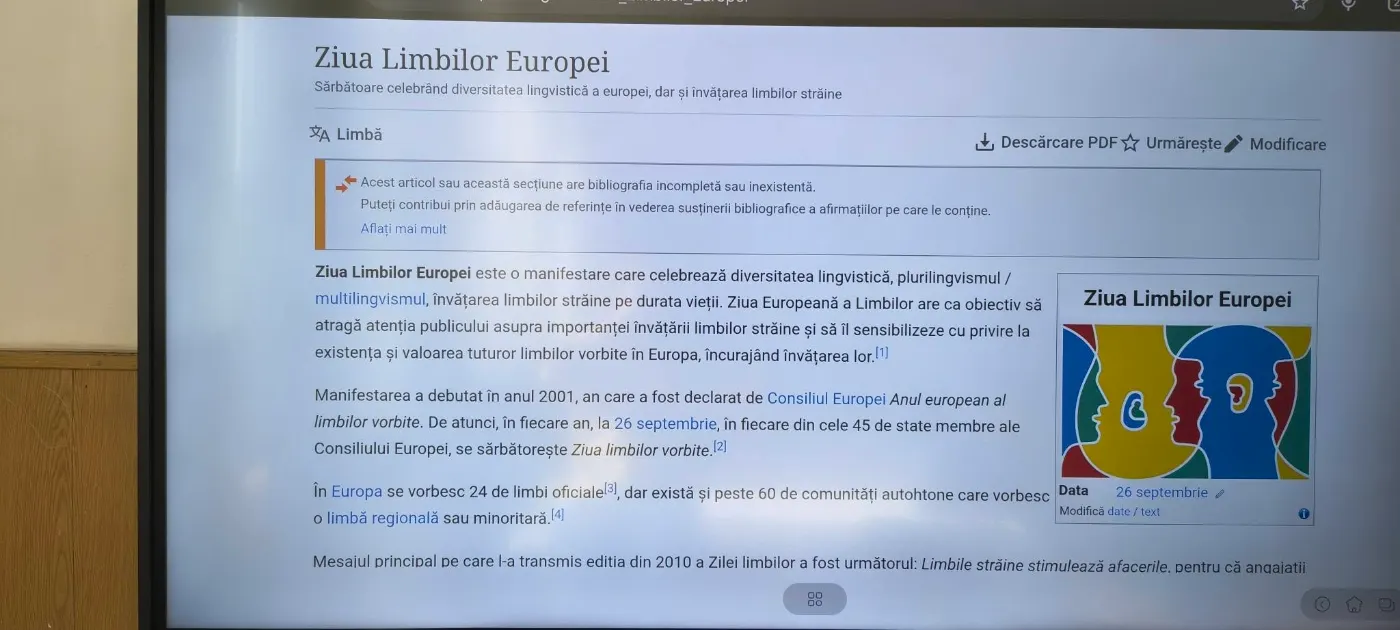 Ziua Limbilor Europei
Sărbătoare celebrând diversitatea lingvistică a europei, dar și învățarea limbilor străine
Limbă
Descărcare PDF Urmărește Modificare
Acest articol sau această secțiune are bibliografia incompletă sau inexistentă.
Puteți contribui prin adăugarea de referințe în vederea susținerii bibliografice a afirmațiilor pe care le conține.
Aflați mai mult
Ziua Limbilor Europei este o manifestare care celebrează diversitatea lingvistică, plurilingvismul /
multilingvismul, învățarea limbilor străine pe durata vieții. Ziua Europeană a Limbilor are ca obiectiv să
atragă atenția publicului asupra importanței învățării limbilor străine și să îl sensibilizeze cu privire la
existența și valoarea tuturor limbilor vorbite în Europa, încurajând învățarea lor.[1]
Manifestarea a debutat în anul 2001, an care a fost declarat de Consiliul Europei Anul european al
limbilor vorbite. De atunci, în fiecare an, la 26 septembrie, în fiecare din cele 45 de state membre ale
Consiliului Europei, se sărbătorește Ziua limbilor vorbite.[2]
În Europa se vorbesc 24 de limbi oficiale[3], dar există și peste 60 de comunități autohtone care vorbesc
o limbă regională sau minoritară.[4]
Mesajul principal pe care l-a transmis editia din 2010 a Zilei limbilor a fost următorul: Limbile străine stimulează afacerile, pentru că angajații
Ziua Limbilor Europei
Data 26 septembrie
Modifică date / text